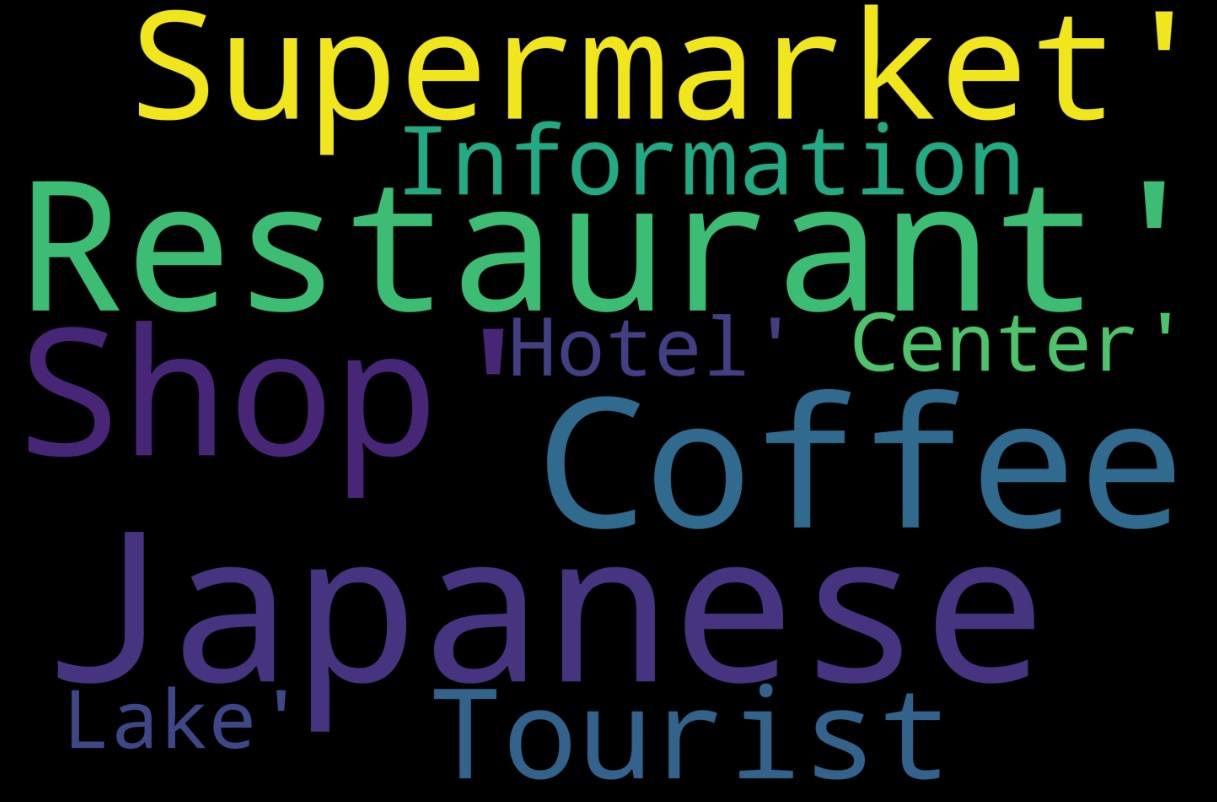 Supermarket'
Information
Restaurant'
Shop'
Hotel' Center'
Coffee
Japanese
Lake' Tourist